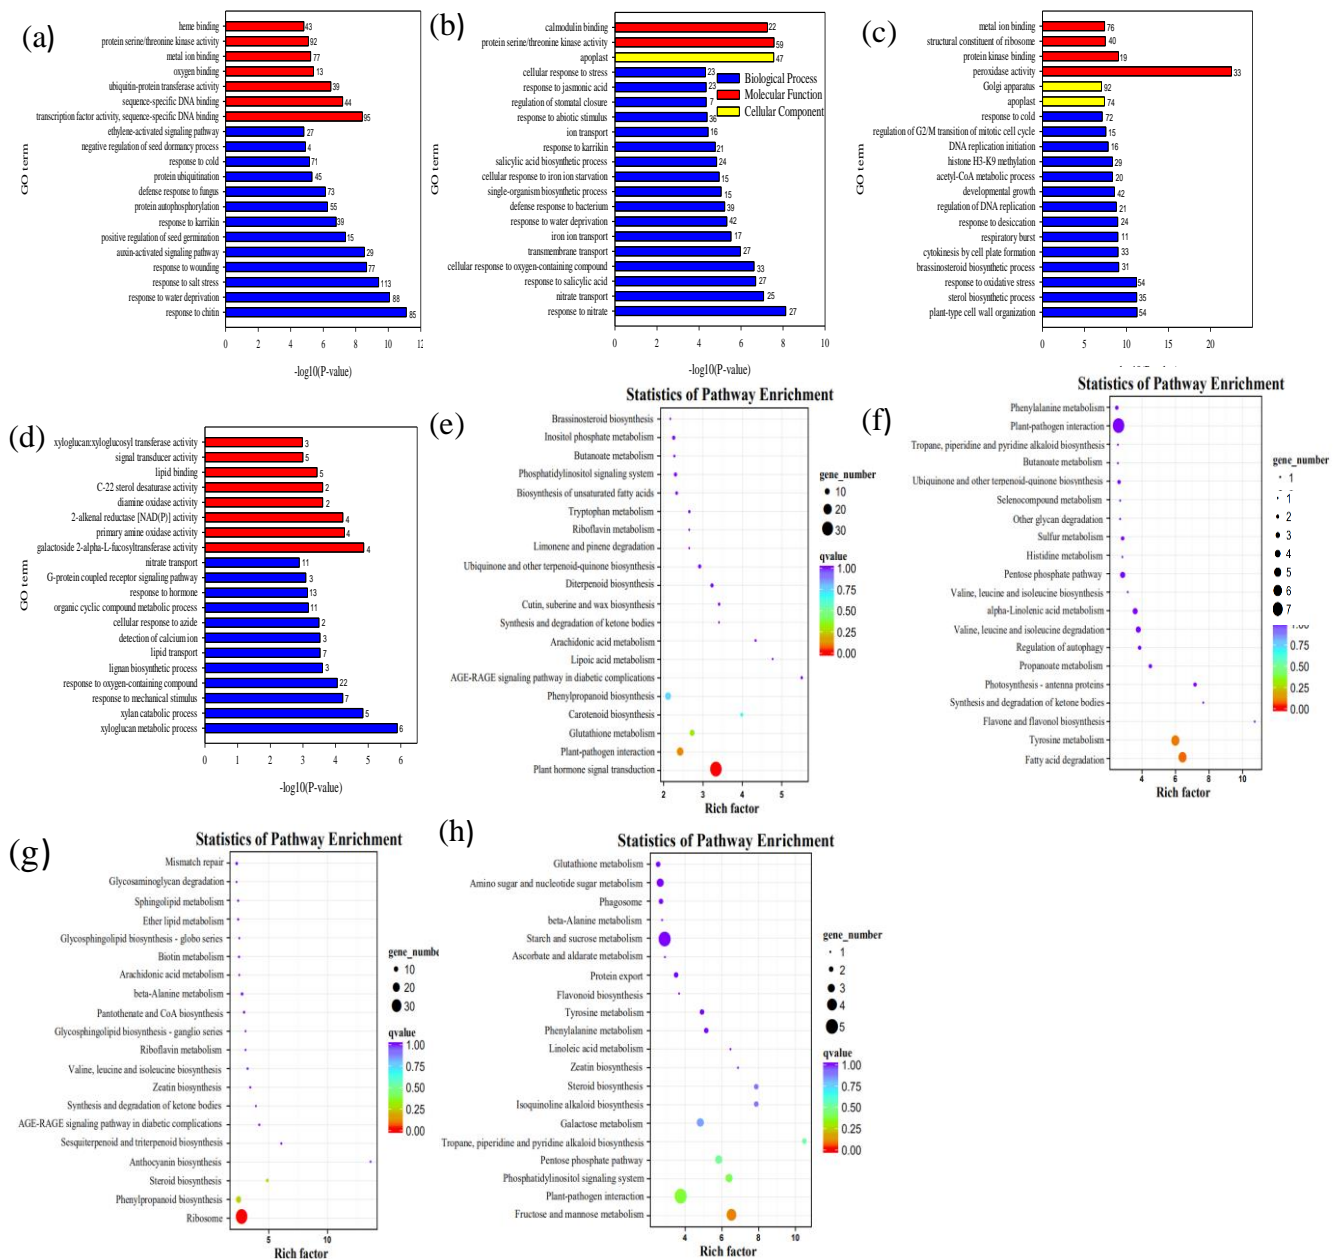 (a)
heme binding 43
protein serine/threonine kinase activity 92
metal ion binding 77
oxygen binding 13
ubiquitin-protein transferase activity 39
sequence-specific DNA binding 44
transcription factor activity, sequence-specific DNA binding 95
ethylene-activated signaling pathway 27
negative regulation of seed dormancy process 4
response to cold 71
protein ubiquitination 45
defense response to fungus 73
protein autophosphorylation 55
response to karrikin 39
positive regulation of seed germination 15
auxin-activated signaling pathway 29
response to wounding 77
response to salt stress 113
response to water deprivation 88
response to chitin 85
GO term
0 2 4 6 8 10
-log10(P-value)
(b)
calmodulin binding 22
protein serine/threonine kinase activity 59
apoplast 47
cellular response to stress 23
response to jasmonic acid 23
regulation of stomatal closure 7
response to abiotic stimulus 36
ion transport 16
response to karrikin 21
salicylic acid biosynthetic process 24
cellular response to iron ion starvation 15
single-organism biosynthetic process 15
defense response to bacterium 39
response to water deprivation 42
iron ion transport 17
transmembrane transport 27
cellular response to oxygen-containing compound 33
response to salicylic acid 27
nitrate transport 25
response to nitrate 27
Biological Process
Molecular Function
Cellular Component
GO term
0 2 4 6 8 10
-log10(P-value)
(c)
metal ion binding 76
structural constituent of ribosome 40
protein kinase binding 19
peroxidase activity 33
Golgi apparatus 92
apoplast 74
response to cold 72
regulation of G2/M transition of mitotic cell cycle 15
DNA replication initiation 16
histone H3-K9 methylation 29
acetyl-CoA metabolic process 20
developmental growth 42
regulation of DNA replication 21
response to desiccation 24
respiratory burst 11
cytokinesis by cell plate formation 33
brassinosteroid biosynthetic process 31
response to oxidative stress 54
sterol biosynthetic process 35
plant-type cell wall organization 54
GO term
0 5 10 15 20
(d)
xyloglucan:xyloglucosyl transferase activity 3
signal transducer activity 5
lipid binding 5
C-22 sterol desaturase activity 2
diamine oxidase activity 2
2-alkenal reductase [NAD(P)] activity 4
primary amine oxidase activity 4
galactoside 2-alpha-L-fucosyltransferase activity 4
nitrate transport 11
G-protein coupled receptor signaling pathway 3
response to hormone 13
organic cyclic compound metabolic process 11
cellular response to azide 2
detection of calcium ion 3
lipid transport 7
lignan biosynthetic process 3
response to oxygen-containing compound 22
response to mechanical stimulus 7
xylan catabolic process 5
xyloglucan metabolic process 6
GO term
0 1 2 3 4 5 6
-log10(P-value)
(e)
Statistics of Pathway Enrichment
Brassinosteroid biosynthesis
Inositol phosphate metabolism
Butanoate metabolism
Phosphatidylinositol signaling system
Biosynthesis of unsaturated fatty acids
Tryptophan metabolism
Riboflavin metabolism
Limonene and pinene degradation
Ubiquinone and other terpenoid-quinone biosynthesis
Diterpenoid biosynthesis
Cutin, suberine and wax biosynthesis
Synthesis and degradation of ketone bodies
Arachidonic acid metabolism
Lipoic acid metabolism
AGE-RAGE signaling pathway in diabetic complications
Phenylpropanoid biosynthesis
Carotenoid biosynthesis
Glutathione metabolism
Plant-pathogen interaction
Plant hormone signal transduction
2 3 4 5
Rich factor
gene_number
10
20
30
qvalue
1.00
0.75
0.50
0.25
0.00
(f)
Statistics of Pathway Enrichment
Phenylalanine metabolism
Plant-pathogen interaction
Tropane, piperidine and pyridine alkaloid biosynthesis
Butanoate metabolism
Ubiquinone and other terpenoid-quinone biosynthesis
Selenocompound metabolism
Other glycan degradation
Sulfur metabolism
Histidine metabolism
Pentose phosphate pathway
Valine, leucine and isoleucine biosynthesis
alpha-Linolenic acid metabolism
Valine, leucine and isoleucine degradation
Regulation of autophagy
Propanoate metabolism
Photosynthesis - antenna proteins
Synthesis and degradation of ketone bodies
Flavone and flavonol biosynthesis
Tyrosine metabolism
Fatty acid degradation
4 6 8 10
Rich factor
gene_number
1
1
2
3
4
5
6
7
1.00
0.75
0.50
0.25
0.00
(g)
Statistics of Pathway Enrichment
Mismatch repair
Glycosaminoglycan degradation
Sphingolipid metabolism
Ether lipid metabolism
Glycosphingolipid biosynthesis - globo series
Biotin metabolism
Arachidonic acid metabolism
beta-Alanine metabolism
Pantothenate and CoA biosynthesis
Glycosphingolipid biosynthesis - ganglio series
Riboflavin metabolism
Valine, leucine and isoleucine biosynthesis
Zeatin biosynthesis
Synthesis and degradation of ketone bodies
AGE-RAGE signaling pathway in diabetic complications
Sesquiterpenoid and triterpenoid biosynthesis
Anthocyanin biosynthesis
Steroid biosynthesis
Phenylpropanoid biosynthesis
Ribosome
5 10
Rich factor
gene_numbe
10
20
30
qvalue
1.00
0.75
0.50
0.25
0.00
(h)
Statistics of Pathway Enrichment
Glutathione metabolism
Amino sugar and nucleotide sugar metabolism
Phagosome
beta-Alanine metabolism
Starch and sucrose metabolism
Ascorbate and aldarate metabolism
Protein export
Flavonoid biosynthesis
Tyrosine metabolism
Phenylalanine metabolism
Linoleic acid metabolism
Zeatin biosynthesis
Steroid biosynthesis
Isoquinoline alkaloid biosynthesis
Galactose metabolism
Tropane, piperidine and pyridine alkaloid biosynthesis
Pentose phosphate pathway
Phosphatidylinositol signaling system
Plant-pathogen interaction
Fructose and mannose metabolism
4 6 8 10
Rich factor
gene_number
1
2
3
4
5
qvalue
1.00
0.75
0.50
0.25
0.00